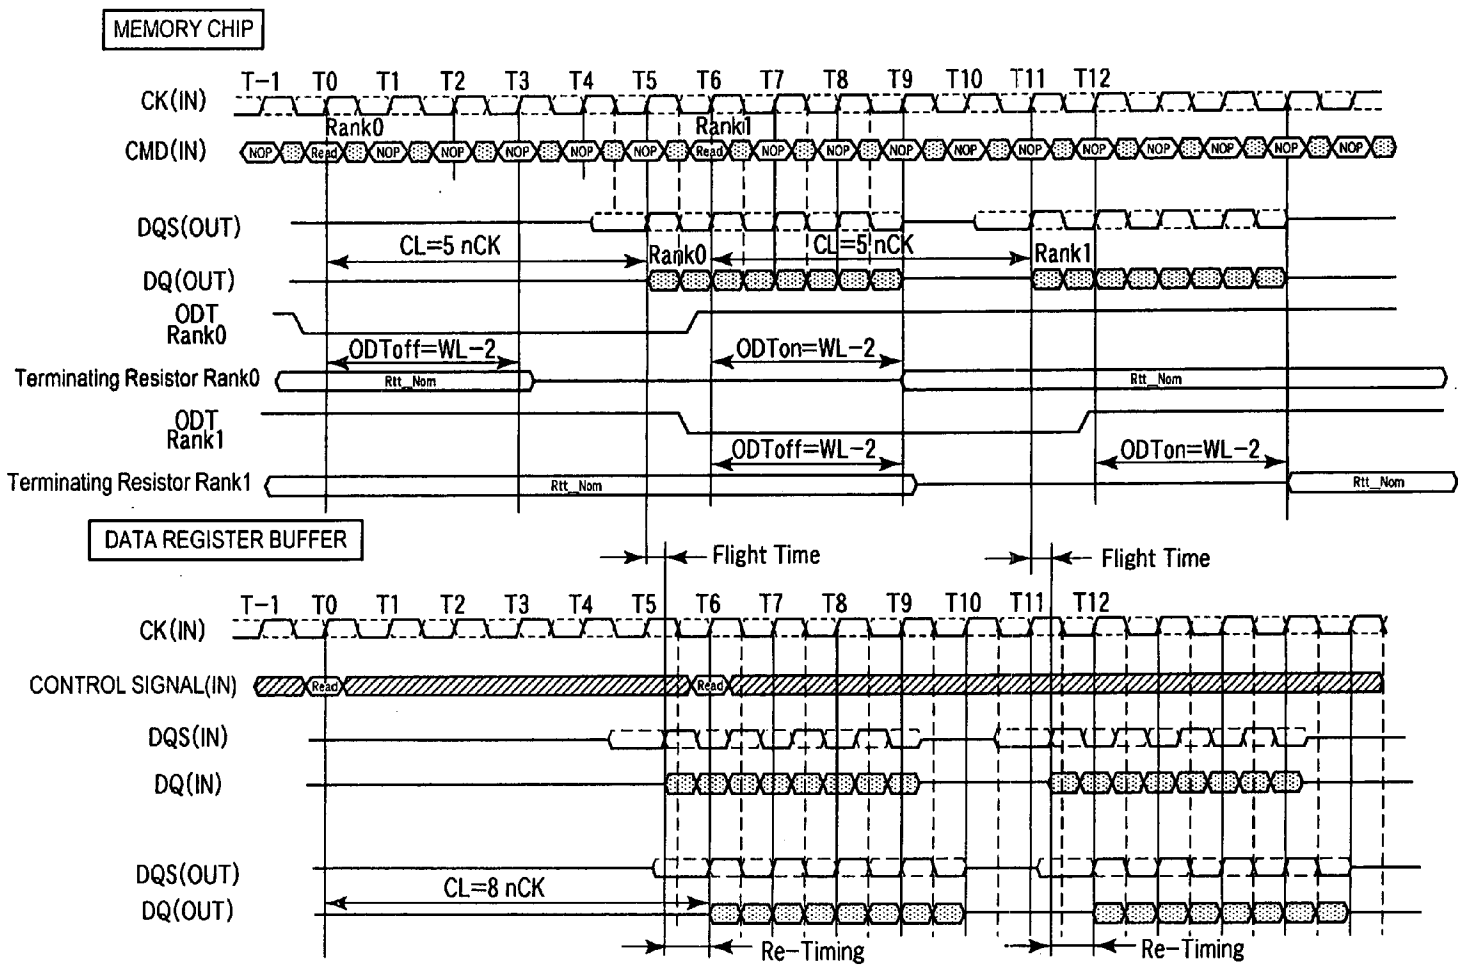 MEMORY CHIP
T-1 T0 T1 T2 T3 T4 T5 T6 T7 T8 T9 T10 T11 T12
CK(IN)
Rank0 Rank1
CMD(IN) NOP Read NOP NOP NOP NOP NOP Read NOP NOP NOP NOP NOP NOP NOP NOP NOP NOP
DQS(OUT)
CL=5 nCK Rank0 CL=5 nCK Rank1
DQ(OUT)
ODT
Rank0
ODToff=WL-2 ODTon=WL-2
Terminating Resistor Rank0 Rtt_Nom Rtt_Nom
ODT
Rank1
ODToff=WL-2 ODTon=WL-2
Terminating Resistor Rank1 Rtt_Nom Rtt_Nom
DATA REGISTER BUFFER
Flight Time Flight Time
T-1 T0 T1 T2 T3 T4 T5 T6 T7 T8 T9 T10 T11 T12
CK(IN)
CONTROL SIGNAL(IN) Read Read
DQS(IN)
DQ(IN)
DQS(OUT)
CL=8 nCK
DQ(OUT)
Re-Timing Re-Timing